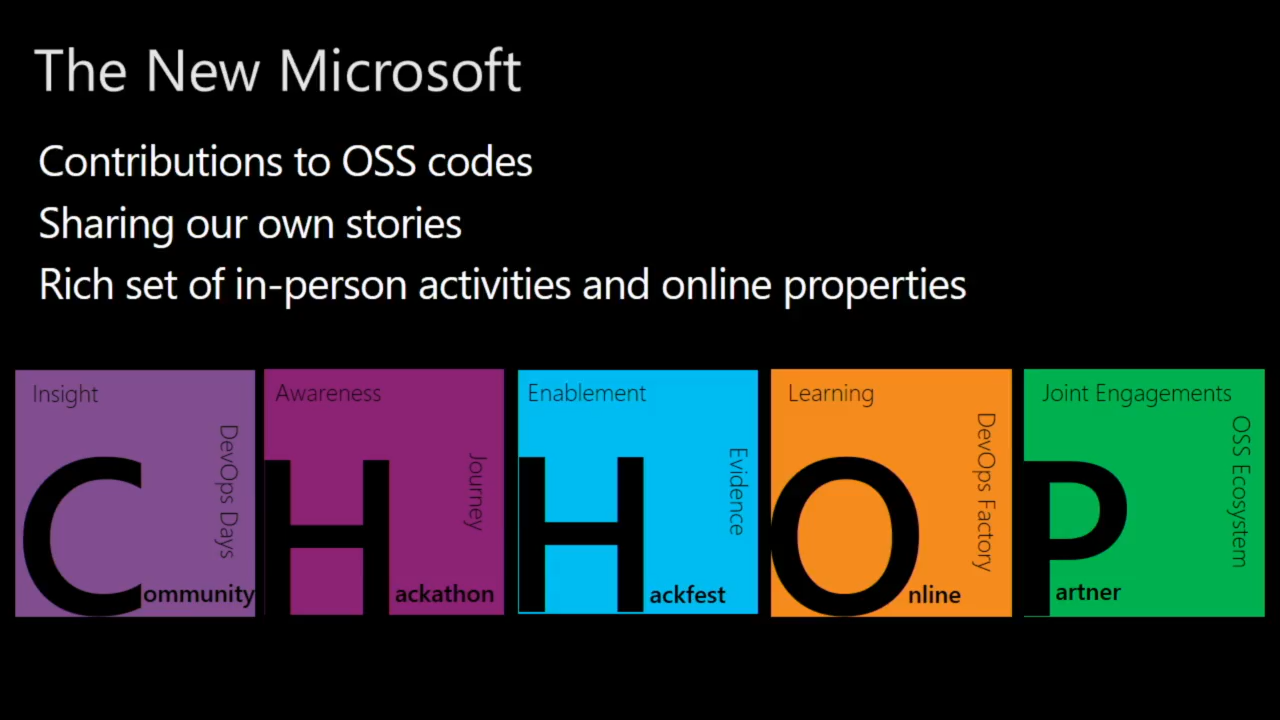 The New Microsoft
Contributions to OSS codes
Sharing our own stories
Rich set of in-person activities and online properties
Insight
DevOps Days
Community
Awareness
Journey
Hackathon
Enablement
Evidence
Hackfest
Learning
DevOps Factory
Online
Joint Engagements
OSS Ecosystem
Partner